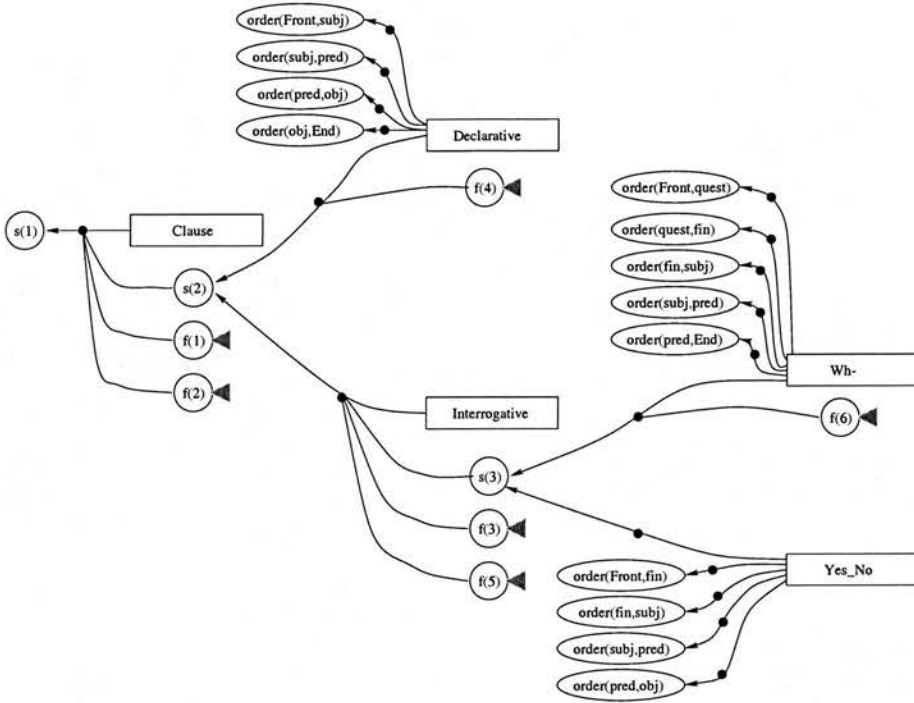 order(Front,subj)
order(subj,pred)
order(pred,obj)
order(obj,End)
Declarative
f(4)
order(Front,quest)
order(quest,fin)
order(fin,subj)
order(subj,pred)
order(pred,End)
Wh-
f(6)
s(1)
Clause
s(2)
f(1)
f(2)
Interrogative
s(3)
f(3)
f(5)
Yes_No
order(Front,fin)
order(fin,subj)
order(subj,pred)
order(pred,obj)